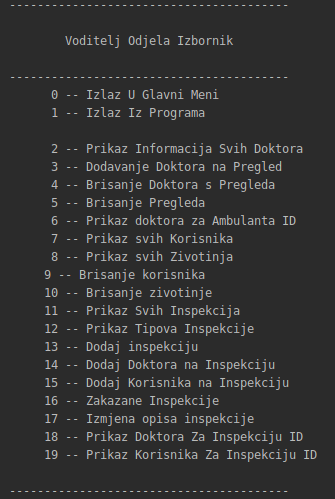 ----------------------------------------
Voditelj Odjela Izbornik
----------------------------------------
0 -- Izlaz U Glavni Meni
1 -- Izlaz Iz Programa
2 -- Prikaz Informacija Svih Doktora
3 -- Dodavanje Doktora na Pregled
4 -- Brisanje Doktora s Pregleda
5 -- Brisanje Pregleda
6 -- Prikaz doktora za Ambulanta ID
7 -- Prikaz svih Korisnika
8 -- Prikaz svih Zivotinja
9 -- Brisanje korisnika
10 -- Brisanje zivotinje
11 -- Prikaz Svih Inspekcija
12 -- Prikaz Tipova Inspekcije
13 -- Dodaj inspekciju
14 -- Dodaj Doktora na Inspekciju
15 -- Dodaj Korisnika na Inspekciju
16 -- Zakazane Inspekcije
17 -- Izmjena opisa inspekcije
18 -- Prikaz Doktora Za Inspekciju ID
19 -- Prikaz Korisnika Za Inspekciju ID
----------------------------------------